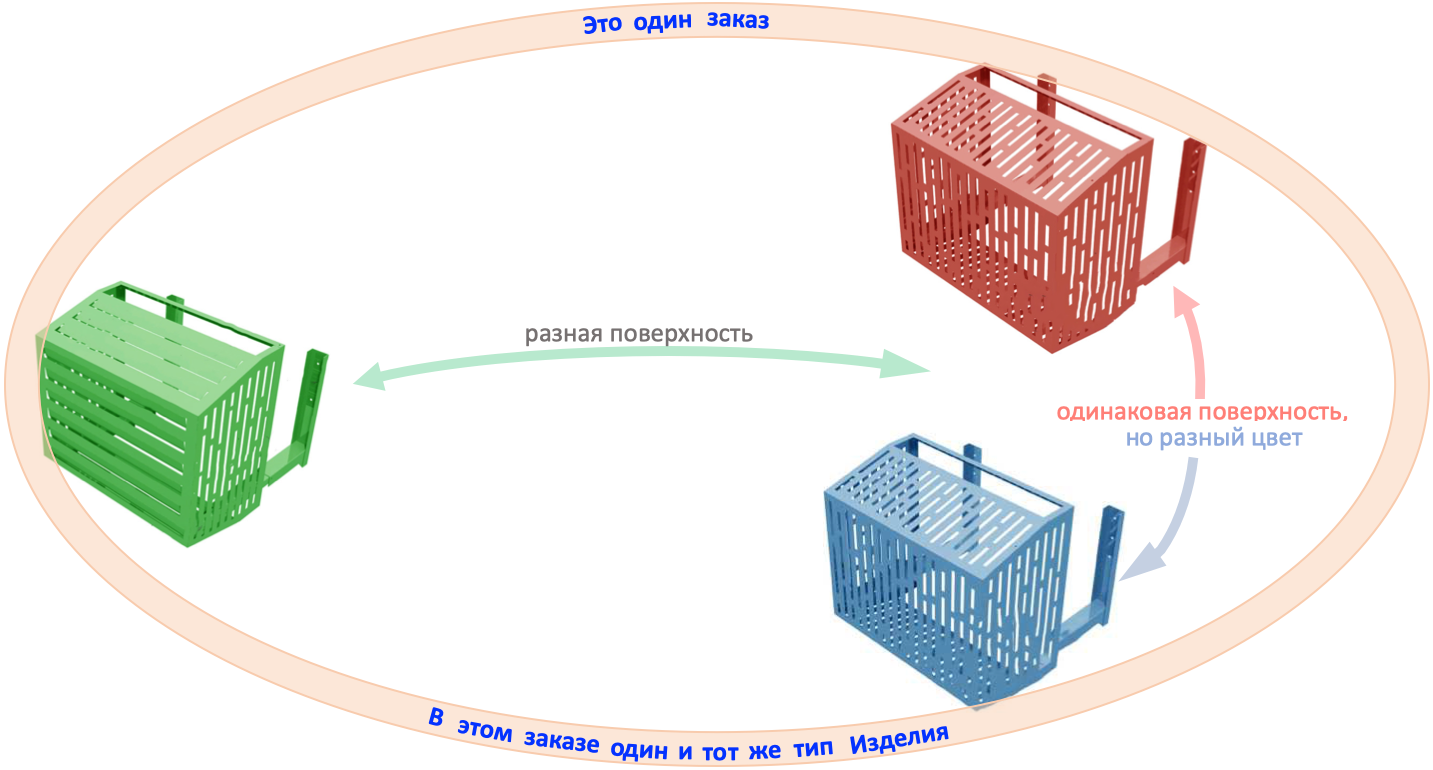 Это один заказ
разная поверхность
одинаковая поверхность,
но разный цвет
В этом заказе один и тот же тип Изделия